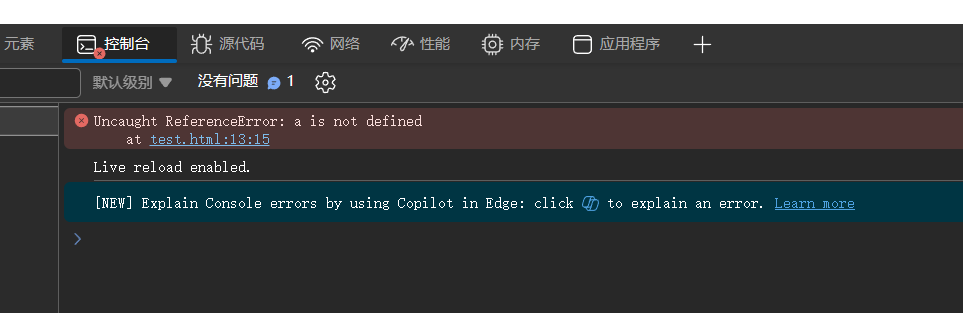 元素 控制台 源代码 网络 性能 内存 应用程序
默认级别 没有问题 1
Uncaught ReferenceError: a is not defined
at test.html:13:15
Live reload enabled.
[NEW] Explain Console errors by using Copilot in Edge: click to explain an error. Learn more